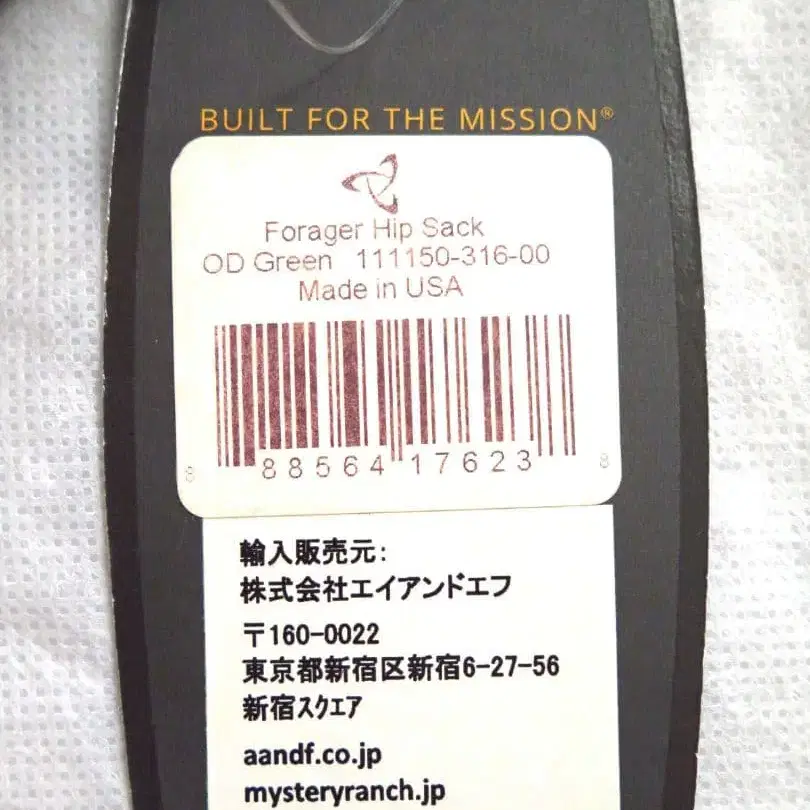 BUILT FOR THE MISSION®
Forager Hip Sack
OD Green 111150-316-00
Made in USA
8 88564 17623 8
輸入販売元:
株式会社エイアンドエフ
〒160-0022
東京都新宿区新宿6-27-56
新宿スクエア
aandf.co.jp
mysteryranch.jp